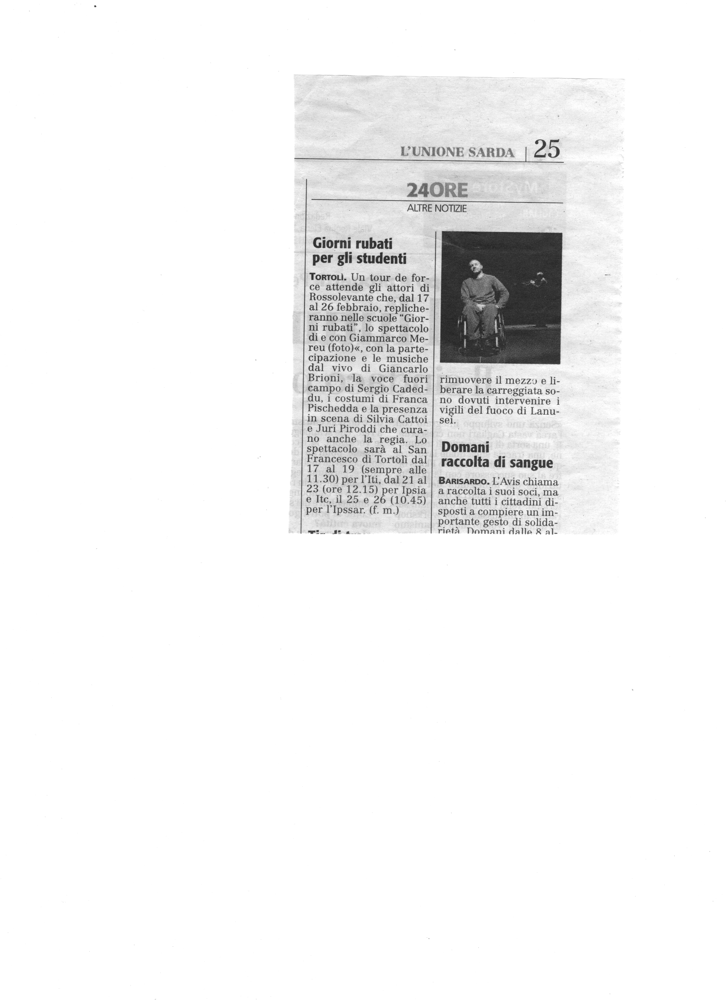 L'UNIONE SARDA | 25
24ORE
ALTRE NOTIZIE
Giorni rubati
per gli studenti
TORTOLÌ. Un tour de for-
ce attende gli attori di
Rossolevante che, dal 17
al 26 febbraio, repliche-
ranno nelle scuole “Gior-
ni rubati”, lo spettacolo
di e con Giammarco Me-
reu (foto)«, con la parte-
cipazione e le musiche
dal vivo di Giancarlo
Brioni, la voce fuori
campo di Sergio Caded-
du, i costumi di Franca
Pischedda e la presenza
in scena di Silvia Cattoi
e Juri Piroddi che cura-
no anche la regia. Lo
spettacolo sarà al San
Francesco di Tortolì dal
17 al 19 (sempre alle
11.30) per l'Iti, dal 21 al
23 (ore 12.15) per Ipsia
e Itc, il 25 e 26 (10.45)
per l'Ipssar. (f. m.)
rimuovere il mezzo e li-
berare la carreggiata so-
no dovuti intervenire i
vigili del fuoco di Lanu-
sei.
Domani
raccolta di sangue
BARISARDO. L'Avis chiama
a raccolta i suoi soci, ma
anche tutti i cittadini di-
sposti a compiere un im-
portante gesto di solida-
rietà. Domani dalle 8 al-